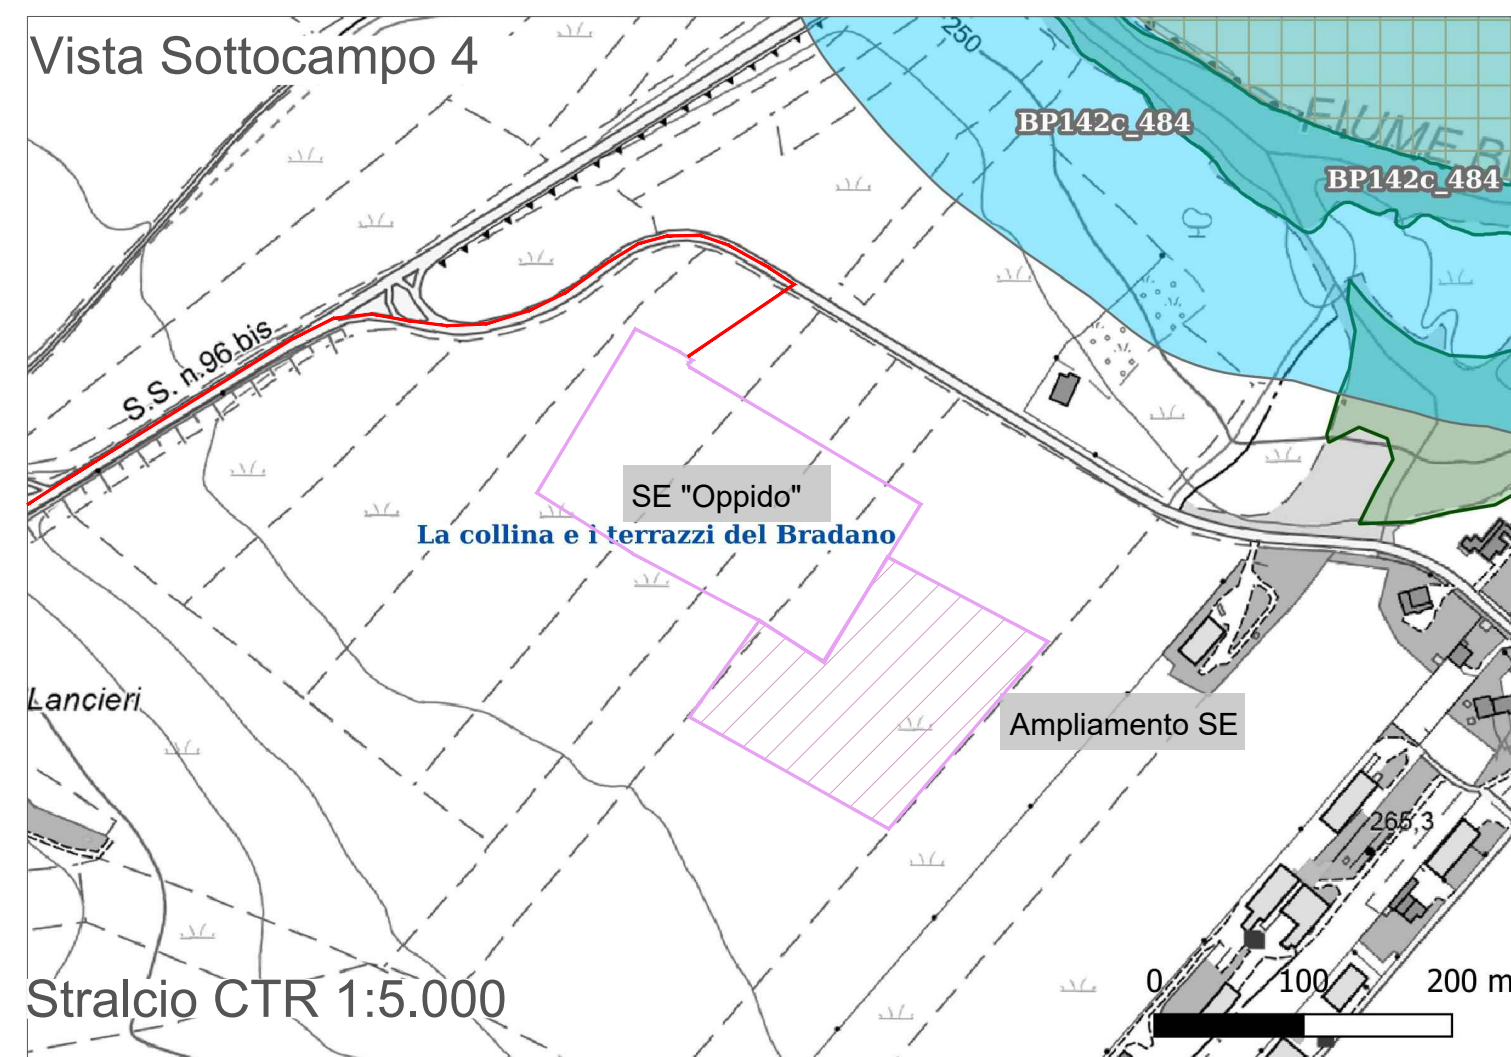 Vista Sottocampo 4
250
BP142c_484
FIUME B
BP142c_484
S.S. n.96 bis
SE "Oppido"
La collina e i terrazzi del Bradano
Lancieri
Ampliamento SE
265,3
Stralcio CTR 1:5.000
0 100 200 m